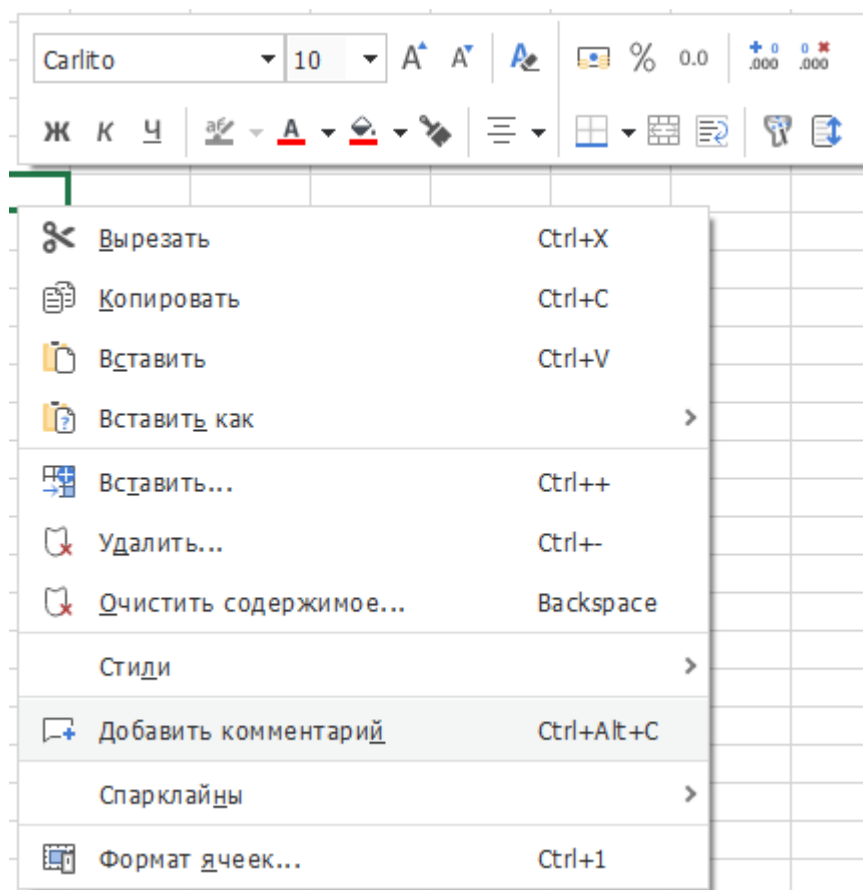 Carlito 10 A A A % 0.0 .000 0 .000
Ж К Ч аб А
Вырезать Ctrl+X
Копировать Ctrl+C
Вставить Ctrl+V
Вставить как
Вставить... Ctrl++
Удалить... Ctrl+-
Очистить содержимое... Backspace
Стили
Добавить комментарий Ctrl+Alt+C
Спарклайны
Формат ячеек... Ctrl+1